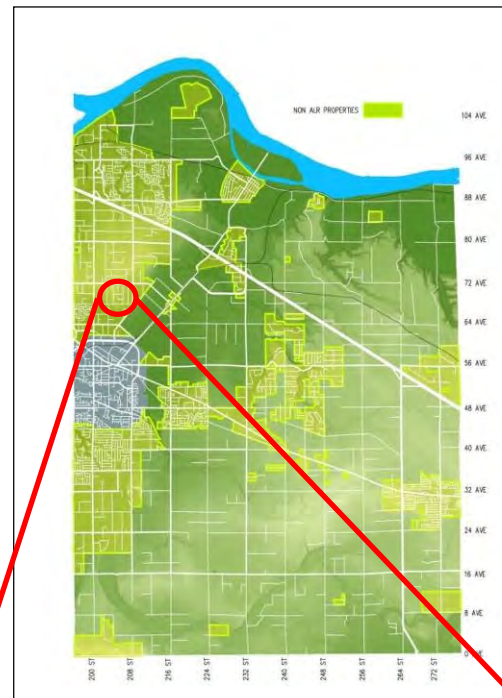 NON ALR PROPERTIES
104 AVE
96 AVE
88 AVE
80 AVE
72 AVE
64 AVE
56 AVE
48 AVE
40 AVE
32 AVE
24 AVE
16 AVE
8 AVE
0 AVE
200 ST
208 ST
216 ST
224 ST
232 ST
240 ST
248 ST
256 ST
264 ST
272 ST